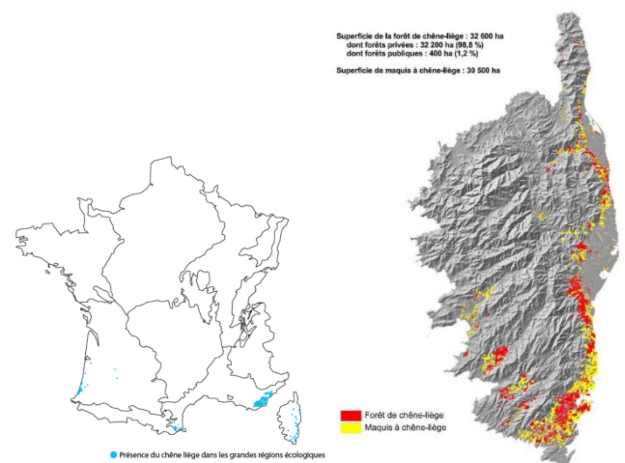 Superficie de la forêt de chêne-liège : 32 600 ha
dont forêts privées : 32 200 ha (98,8 %)
dont forêts publiques : 400 ha (1,2 %)
Superficie de maquis à chêne-liège : 30 500 ha
Forêt de chêne-liège
Maquis à chêne-liège
Présence du chêne liège dans les grandes régions écologiques